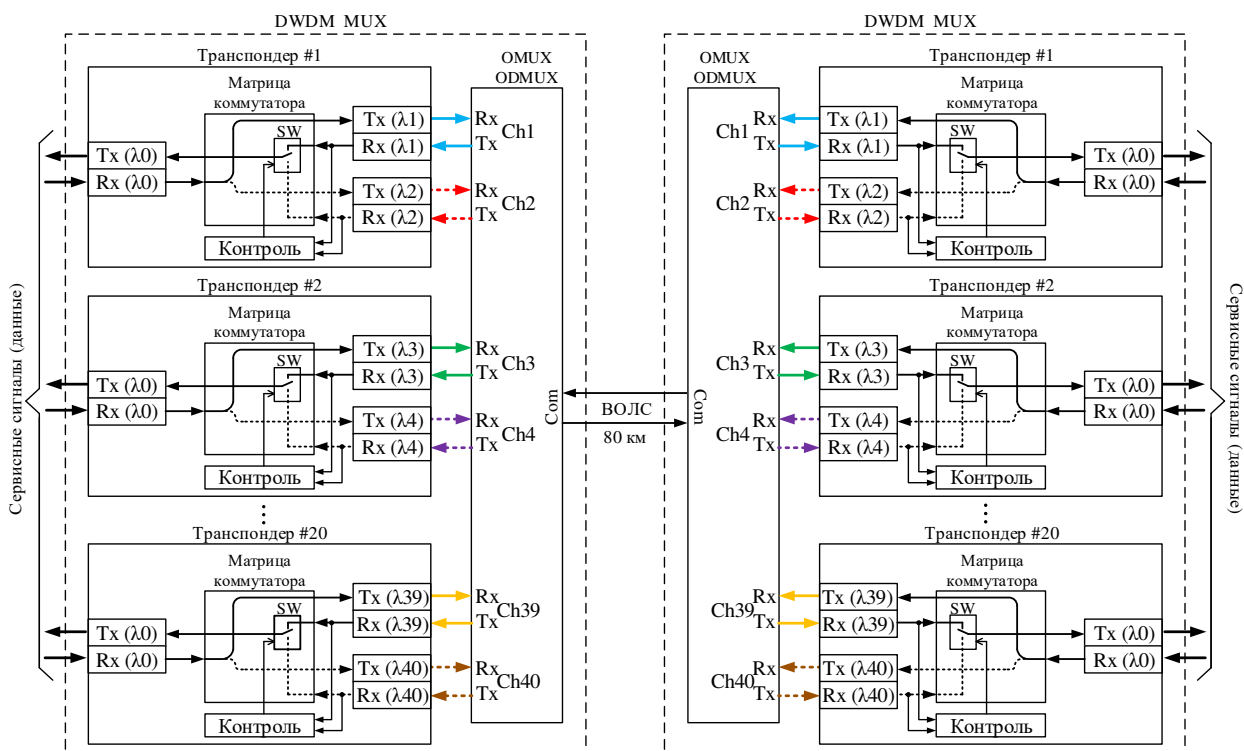 DWDM MUX
Транспондер #1
Матрица
коммутатора
SW
Tx (λ0)
Rx (λ0)
Tx (λ1)
Rx (λ1)
Tx (λ2)
Rx (λ2)
Контроль
Транспондер #2
Матрица
коммутатора
SW
Tx (λ0)
Rx (λ0)
Tx (λ3)
Rx (λ3)
Tx (λ4)
Rx (λ4)
Контроль
Транспондер #20
Матрица
коммутатора
SW
Tx (λ0)
Rx (λ0)
Tx (λ39)
Rx (λ39)
Tx (λ40)
Rx (λ40)
Контроль
Сервисные сигналы (данные)
OMUX
ODMUX
Rx
Ch1
Tx
Rx
Ch2
Tx
Rx
Ch3
Tx
Rx
Ch4
Tx
Rx
Ch39
Tx
Rx
Ch40
Tx
Com
ВОЛС
80 км
DWDM MUX
OMUX
ODMUX
Com
Rx
Ch1
Tx
Rx
Ch2
Tx
Rx
Ch3
Tx
Rx
Ch4
Tx
Rx
Ch39
Tx
Rx
Ch40
Tx
Транспондер #1
Матрица
коммутатора
SW
Tx (λ1)
Rx (λ1)
Tx (λ2)
Rx (λ2)
Tx (λ0)
Rx (λ0)
Контроль
Транспондер #2
Матрица
коммутатора
SW
Tx (λ3)
Rx (λ3)
Tx (λ4)
Rx (λ4)
Tx (λ0)
Rx (λ0)
Контроль
Транспондер #20
Матрица
коммутатора
SW
Tx (λ39)
Rx (λ39)
Tx (λ40)
Rx (λ40)
Tx (λ0)
Rx (λ0)
Контроль
Сервисные сигналы (данные)